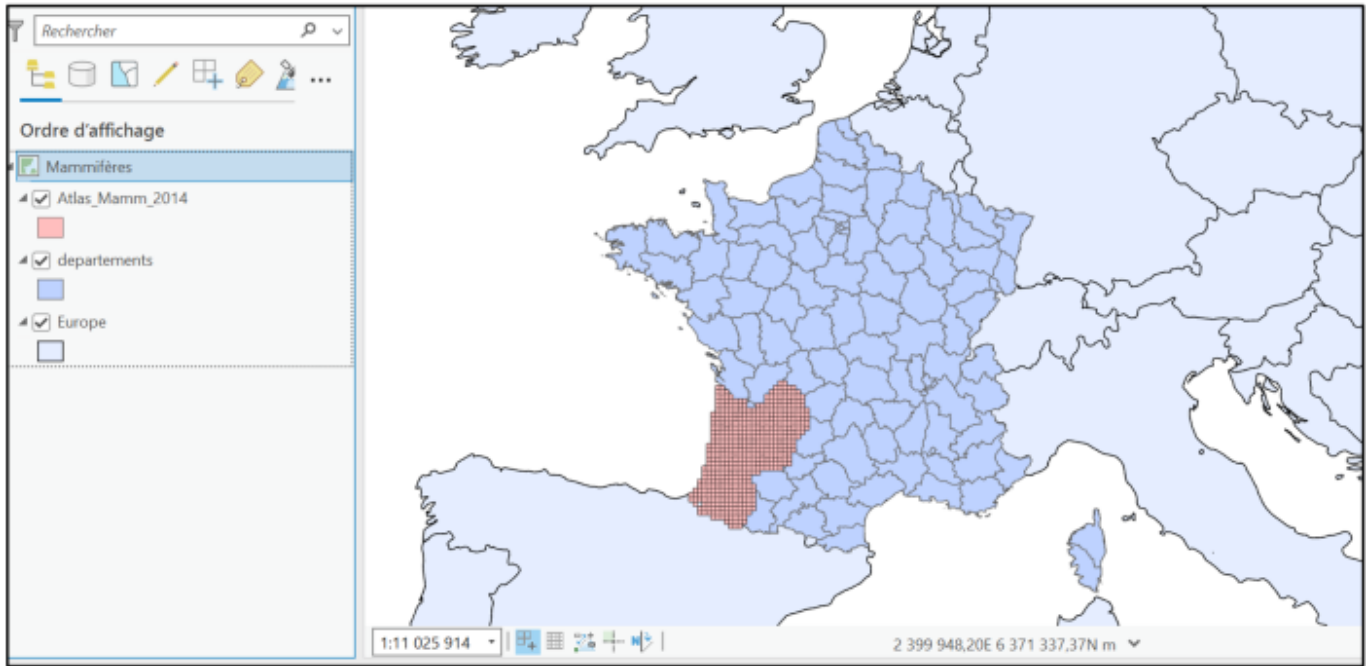 Rechercher
Ordre d'affichage
Mammifères
Atlas_Mamm_2014
departements
Europe
1:11 025 914
2 399 948,20E 6 371 337,37N m